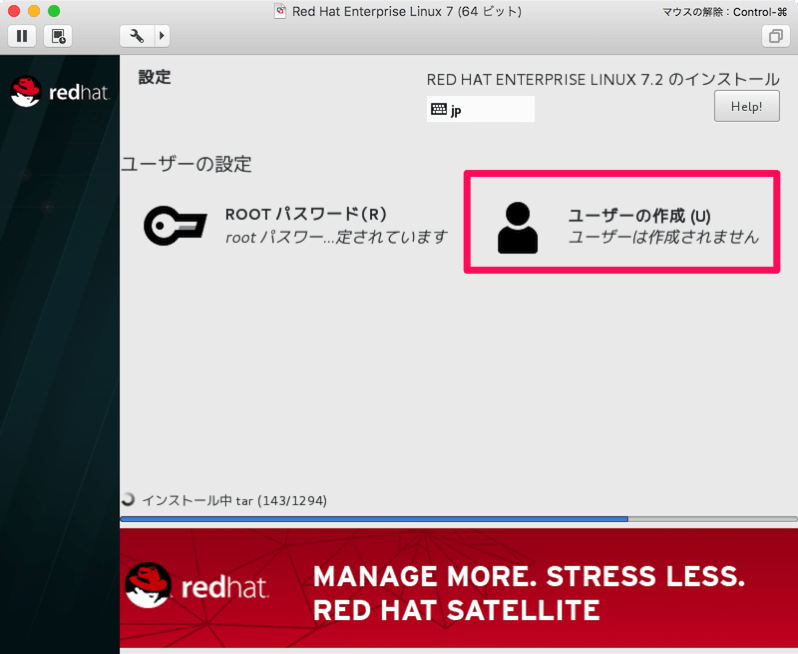 Red Hat Enterprise Linux 7 (64 ビット)
マウスの解除：Control-⌘
redhat.
設定
RED HAT ENTERPRISE LINUX 7.2 のインストール
jp
Help!
ユーザーの設定
ROOT パスワード(R)
root パスワー...定されています
ユーザーの作成 (U)
ユーザーは作成されません
インストール中 tar (143/1294)
redhat.
MANAGE MORE. STRESS LESS.
RED HAT SATELLITE